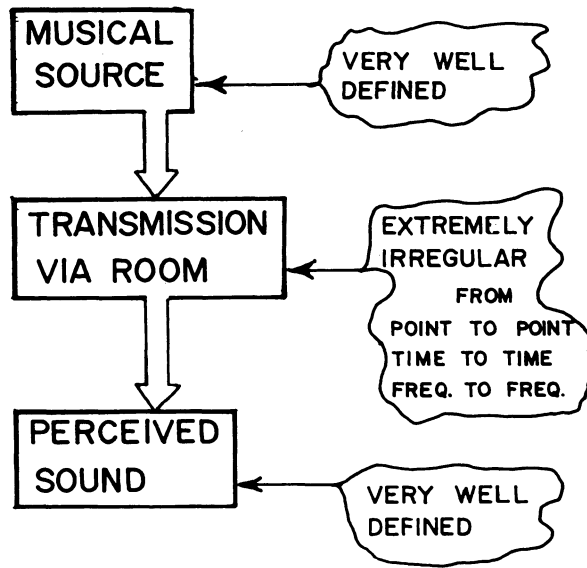 MUSICAL
SOURCE
VERY WELL
DEFINED
TRANSMISSION
VIA ROOM
EXTREMELY
IRREGULAR
FROM
POINT TO POINT
TIME TO TIME
FREQ. TO FREQ.
PERCEIVED
SOUND
VERY WELL
DEFINED